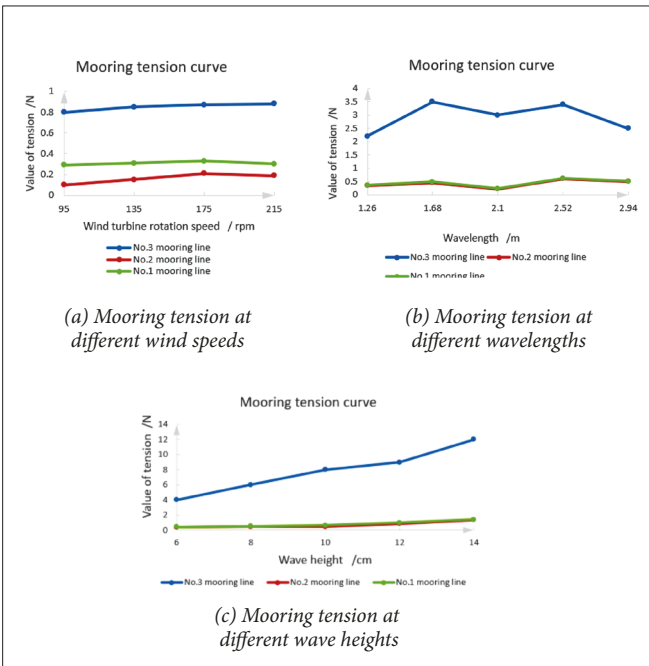 Mooring tension curve
Value of tension /N
1
0.8
0.6
0.4
0.2
0
95 135 175 215
Wind turbine rotation speed / rpm
No.3 mooring line
No.2 mooring line
No.1 mooring line
(a) Mooring tension at
different wind speeds
Mooring tension curve
Value of tension /N
4
3.5
3
2.5
2
1.5
1
0.5
0
1.26 1.68 2.1 2.52 2.94
Wavelength /m
No.3 mooring line No.2 mooring line
No.1 mooring line
(b) Mooring tension at
different wavelengths
Mooring tension curve
Value of tension /N
14
12
10
8
6
4
2
0
6 8 10 12 14
Wave height /cm
No.3 mooring line No.2 mooring line No.1 mooring line
(c) Mooring tension at
different wave heights